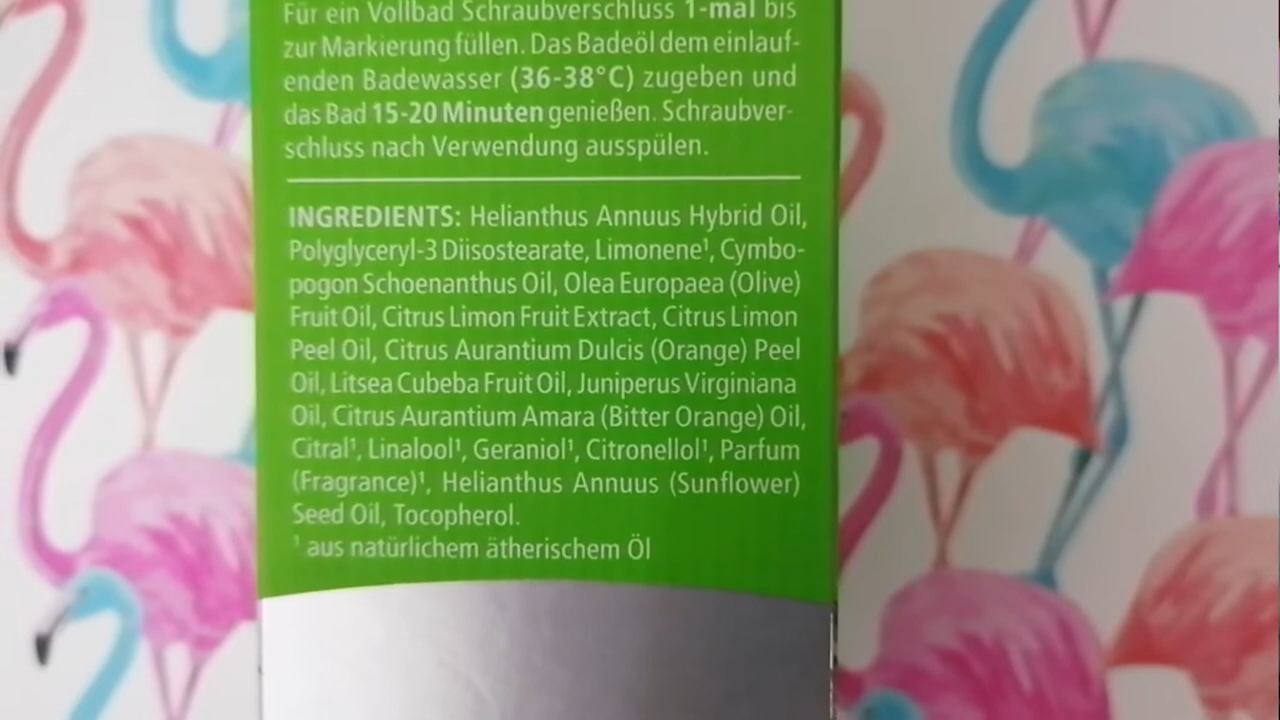 Für ein Vollbad Schraubverschluss 1-mal bis
zur Markierung füllen. Das Badeöl dem einlauf-
enden Badewasser (36-38°C) zugeben und
das Bad 15-20 Minuten genießen. Schraubver-
schluss nach Verwendung ausspülen.
INGREDIENTS: Helianthus Annuus Hybrid Oil,
Polyglyceryl-3 Diisostearate, Limonene¹, Cymbo-
pogon Schoenanthus Oil, Olea Europaea (Olive)
Fruit Oil, Citrus Limon Fruit Extract, Citrus Limon
Peel Oil, Citrus Aurantium Dulcis (Orange) Peel
Oil, Litsea Cubeba Fruit Oil, Juniperus Virginiana
Oil, Citrus Aurantium Amara (Bitter Orange) Oil,
Citral¹, Linalool¹, Geraniol¹, Citronellol¹, Parfum
(Fragrance)¹, Helianthus Annuus (Sunflower)
Seed Oil, Tocopherol.
¹ aus natürlichem ätherischem Öl